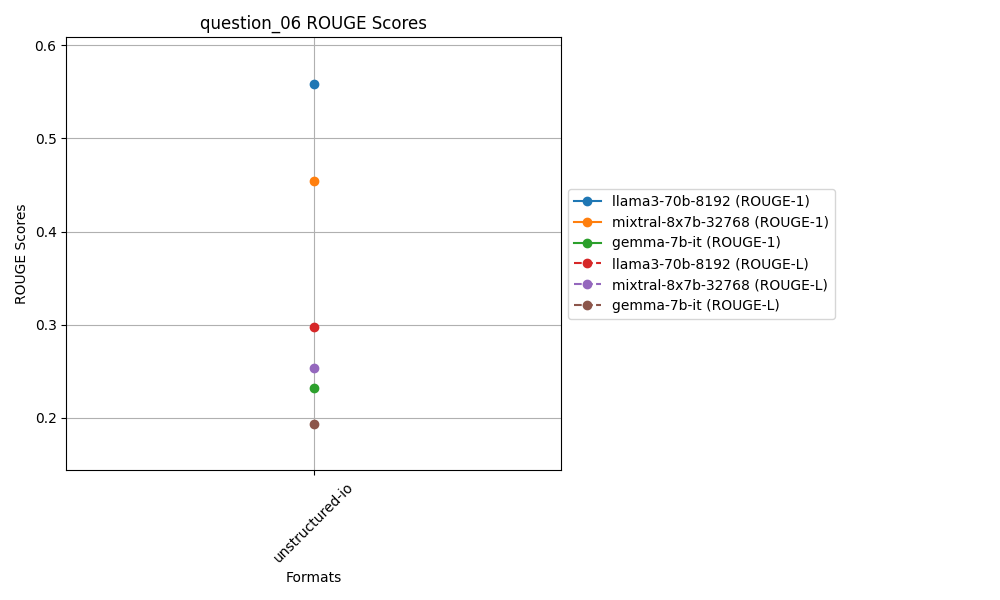 question_06 ROUGE Scores
ROUGE Scores
0.6
0.5
0.4
0.3
0.2
unstructured-io
Formats
llama3-70b-8192 (ROUGE-1)
mixtral-8x7b-32768 (ROUGE-1)
gemma-7b-it (ROUGE-1)
llama3-70b-8192 (ROUGE-L)
mixtral-8x7b-32768 (ROUGE-L)
gemma-7b-it (ROUGE-L)